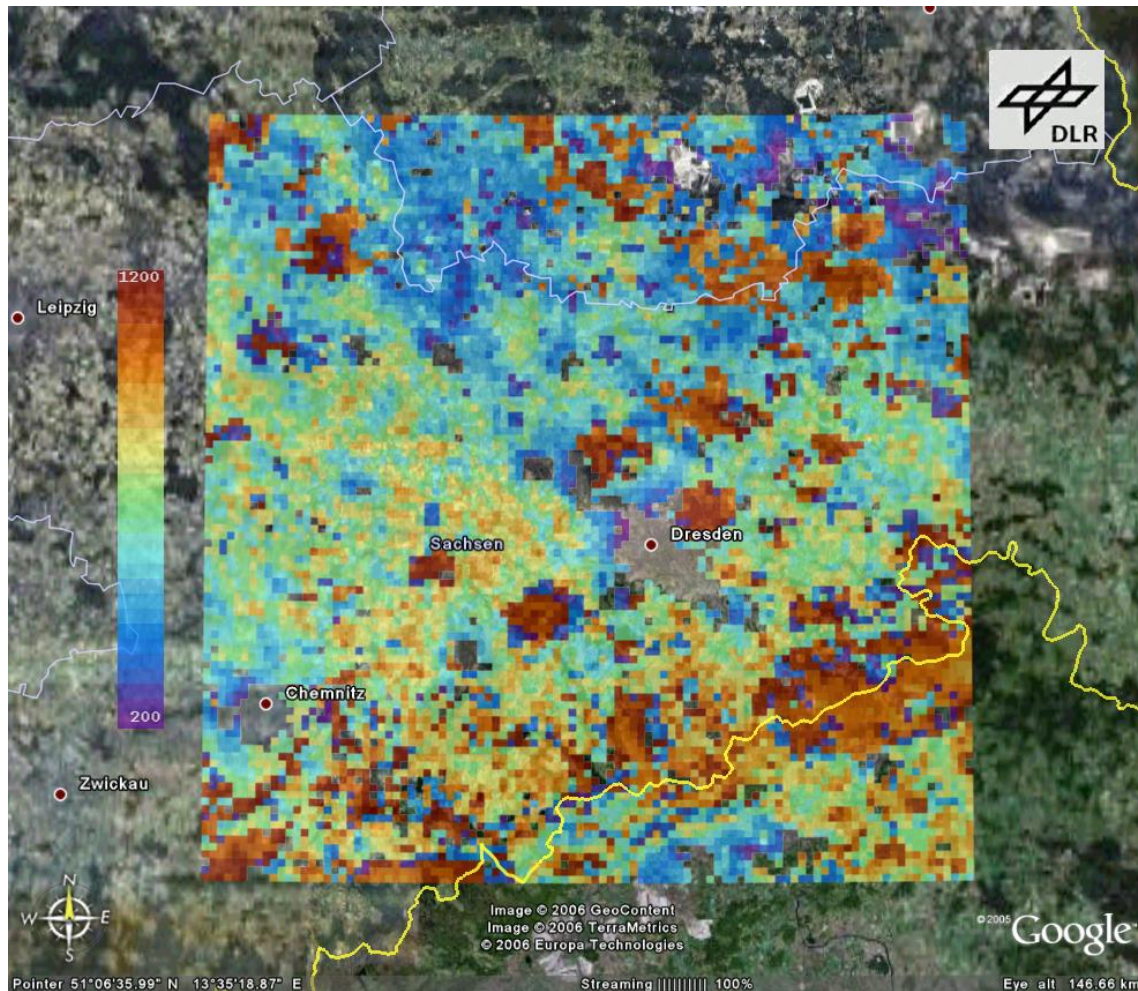 DLR
1200
Leipzig
Dresden
Sachsen
Chemnitz
200
Zwickau
N
W E
S
Image © 2006 GeoContent
Image © 2006 TerraMetrics
© 2006 Europa Technologies
© 2005 Google
Pointer 51°06'35.99" N 13°35'18.87" E Streaming |||||||||| 100% Eye alt 146.66 km